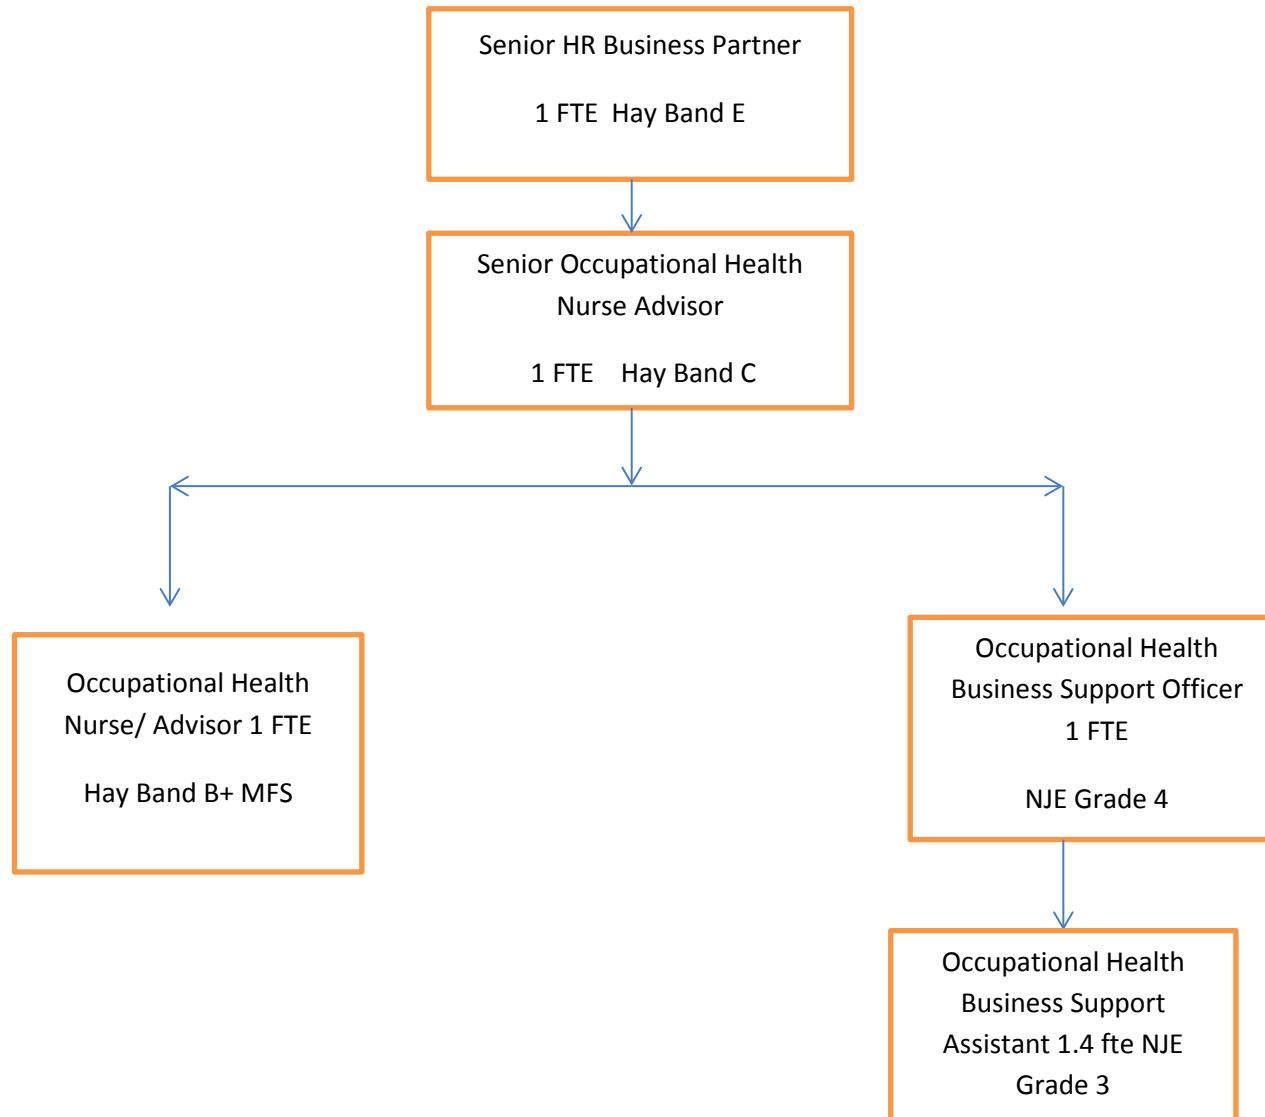 Senior HR Business Partner
1 FTE  Hay Band E
Senior Occupational Health
Nurse Advisor
1 FTE    Hay Band C
Occupational Health
Nurse/ Advisor 1 FTE
Hay Band B+ MFS
Occupational Health
Business Support Officer
1 FTE
NJE Grade 4
Occupational Health
Business Support
Assistant 1.4 fte NJE
Grade 3